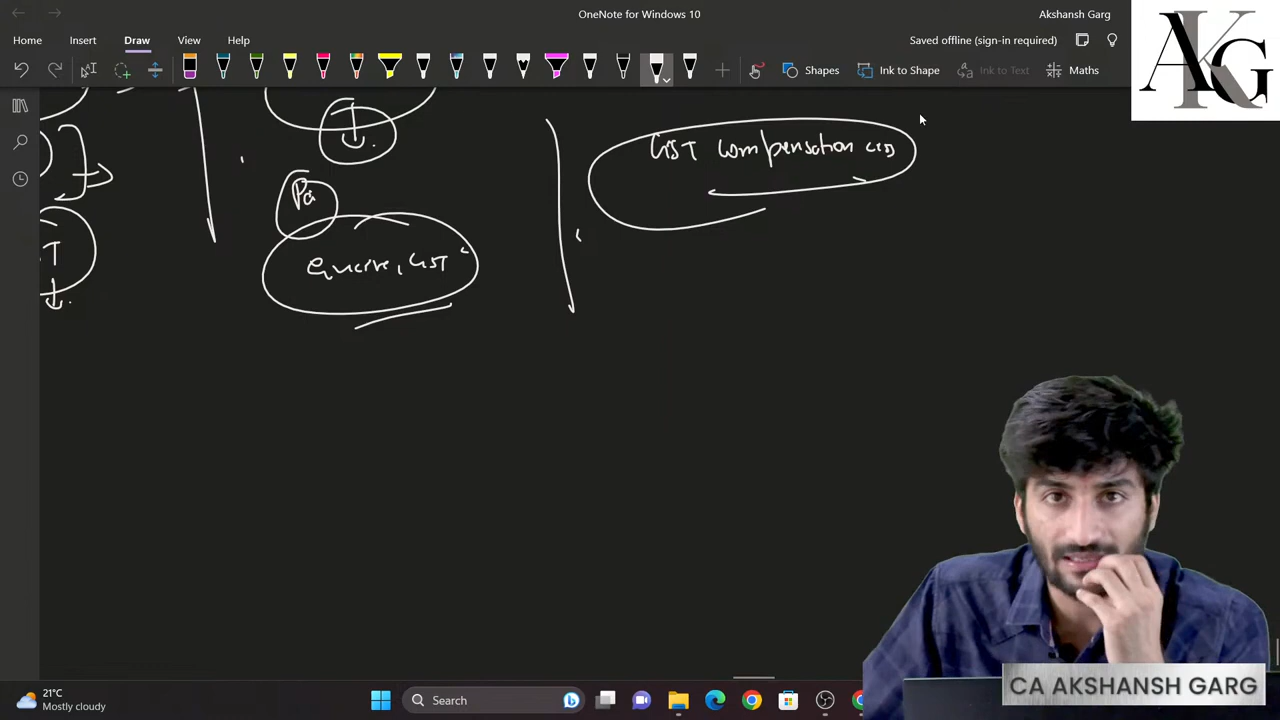 OneNote for Windows 10
Akshansh Garg
Home Insert Draw View Help
Saved offline (sign-in required)
Shapes
Ink to Shape
Ink to Text
Maths
AKG
GST Compensation cess
Pa
Excise, GST
T
CA AKSHANSH GARG
21°C
Mostly cloudy
Search